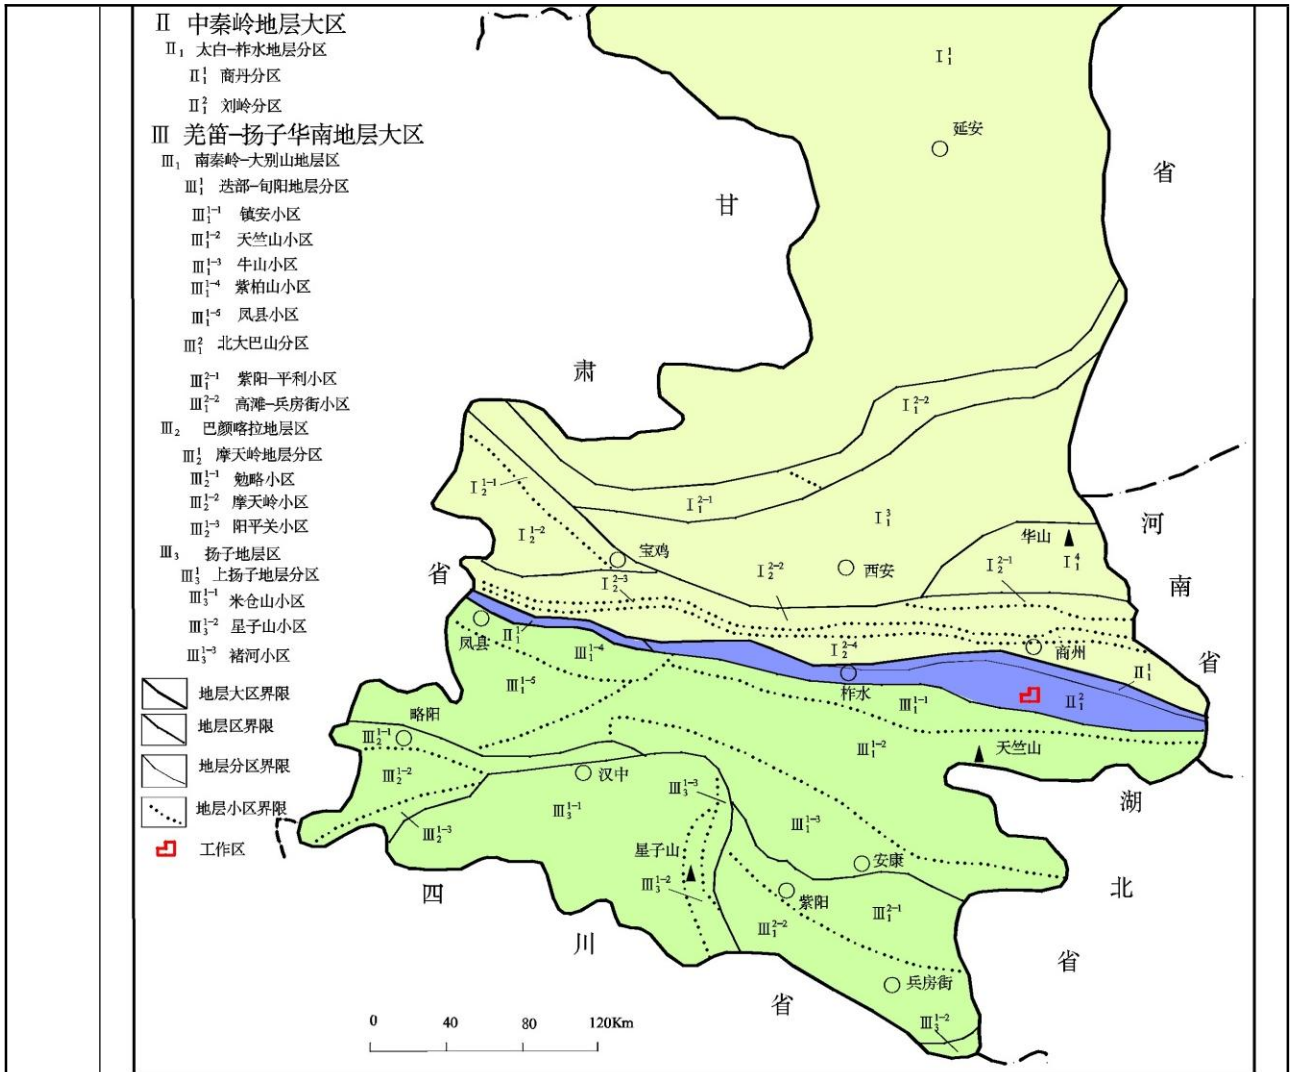 Ⅱ 中秦岭地层大区
Ⅱ₁ 太白-柞水地层分区
Ⅱ₁¹ 商丹分区
Ⅱ₁² 刘岭分区
Ⅲ 羌笛-扬子华南地层大区
Ⅲ₁ 南秦岭-大别山地层区
Ⅲ₁¹ 迭部-旬阳地层分区
Ⅲ₁¹⁻¹ 镇安小区
Ⅲ₁¹⁻² 天竺山小区
Ⅲ₁¹⁻³ 牛山小区
Ⅲ₁¹⁻⁴ 紫柏山小区
Ⅲ₁¹⁻⁵ 凤县小区
Ⅲ₁² 北大巴山分区
Ⅲ₁²⁻¹ 紫阳-平利小区
Ⅲ₁²⁻² 高滩-兵房街小区
Ⅲ₂ 巴颜喀拉地层区
Ⅲ₂¹ 摩天岭地层分区
Ⅲ₂¹⁻¹ 勉略小区
Ⅲ₂¹⁻² 摩天岭小区
Ⅲ₂¹⁻³ 阳平关小区
Ⅲ₃ 扬子地层区
Ⅲ₃¹ 上扬子地层分区
Ⅲ₃¹⁻¹ 米仓山小区
Ⅲ₃¹⁻² 星子山小区
Ⅲ₃¹⁻³ 褚河小区
地层大区界限
地层区界限
地层分区界限
地层小区界限
工作区
Ⅰ₁¹
延安
省
甘
肃
Ⅰ₁²⁻²
Ⅰ₂¹⁻¹
Ⅰ₁²⁻¹
Ⅰ₁³
河
Ⅰ₂¹⁻²
宝鸡
华山
Ⅰ₁⁴
省
Ⅰ₂²⁻³
Ⅰ₂²⁻²
西安
Ⅰ₂²⁻¹
南
凤县
Ⅱ₁¹
Ⅲ₁¹⁻⁴
Ⅰ₂²⁻⁴
商州
省
Ⅲ₁¹⁻⁵
柞水
Ⅱ₁¹
Ⅲ₁¹⁻¹
Ⅱ₁²
略阳
Ⅲ₂¹⁻¹
Ⅲ₁¹⁻²
天竺山
Ⅲ₂¹⁻²
汉中
Ⅲ₃¹⁻³
湖
Ⅲ₃¹⁻¹
Ⅲ₂¹⁻³
Ⅲ₁¹⁻³
星子山
安康
四
Ⅲ₃¹⁻²
北
紫阳
Ⅲ₁²⁻¹
川
Ⅲ₁²⁻²
省
兵房街
省
Ⅲ₃¹⁻²
0 40 80 120Km